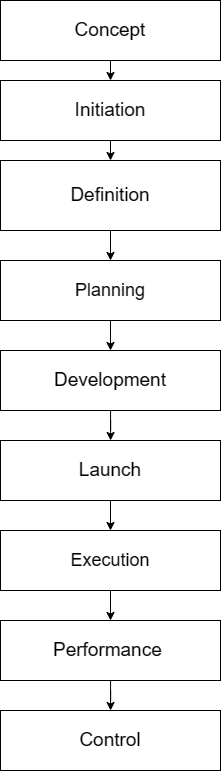 Concept
Initiation
Definition
Planning
Development
Launch
Execution
Performance
Control